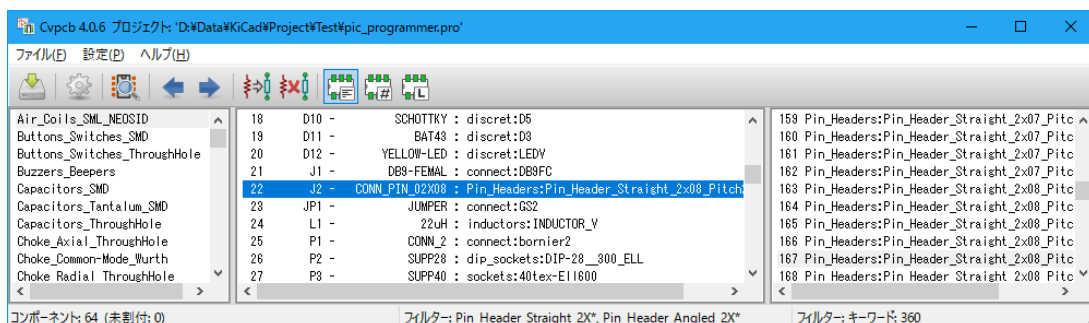 Cvpcb 4.0.6 プロジェクト: 'D:¥Data¥KiCad¥Project¥Test¥pic_programmer.pro'
ファイル(F) 設定(P) ヘルプ(H)
Air_Coils_SML_NEOSID
Buttons_Switches_SMD
Buttons_Switches_ThroughHole
Buzzers_Beepers
Capacitors_SMD
Capacitors_Tantalum_SMD
Capacitors_ThroughHole
Choke_Axial_ThroughHole
Choke_Common-Mode_Wurth
Choke_Radial_ThroughHole
18 D10 - SCHOTTKY : discret:D5
19 D11 - BAT43 : discret:D3
20 D12 - YELLOW-LED : discret:LEDV
21 J1 - DB9-FEMAL : connect:DB9FC
22 J2 - CONN_PIN_02X08 : Pin_Headers:Pin_Header_Straight_2x08_Pitch2
23 JP1 - JUMPER : connect:GS2
24 L1 - 22uH : inductors:INDUCTOR_V
25 P1 - CONN_2 : connect:bornier2
26 P2 - SUPP28 : dip_sockets:DIP-28__300_ELL
27 P3 - SUPP40 : sockets:40tex-Ell600
159 Pin_Headers:Pin_Header_Straight_2x07_Pitc
160 Pin_Headers:Pin_Header_Straight_2x07_Pitc
161 Pin_Headers:Pin_Header_Straight_2x07_Pitc
162 Pin_Headers:Pin_Header_Straight_2x07_Pitc
163 Pin_Headers:Pin_Header_Straight_2x08_Pitc
164 Pin_Headers:Pin_Header_Straight_2x08_Pitc
165 Pin_Headers:Pin_Header_Straight_2x08_Pitc
166 Pin_Headers:Pin_Header_Straight_2x08_Pitc
167 Pin_Headers:Pin_Header_Straight_2x08_Pitc
168 Pin_Headers:Pin_Header_Straight_2x08_Pitc
コンポーネント: 64 (未割付: 0)
フィルター: Pin_Header_Straight_2X*, Pin_Header_Angled_2X*
フィルター: キーワード: 360